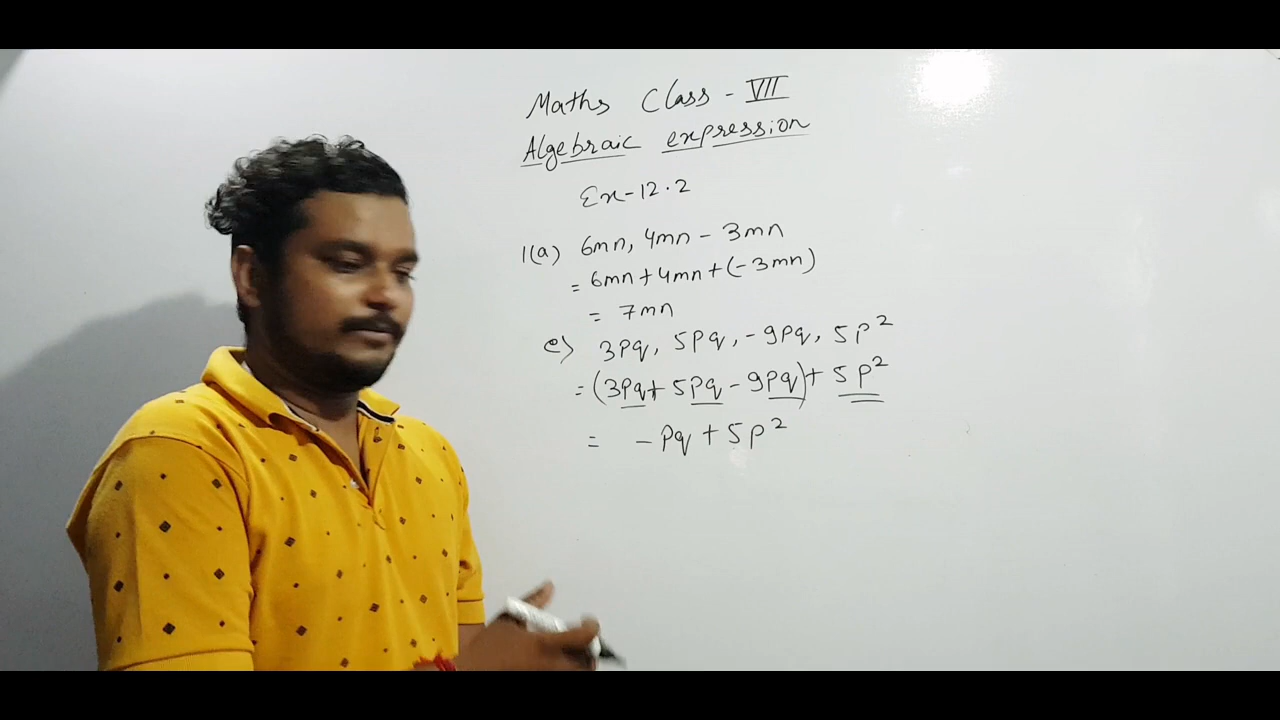 Maths Class - VII
Algebraic expression
Ex-12.2
1(a) 6mn, 4mn - 3mn
= 6mn + 4mn + (-3mn)
= 7mn
e) 3pq, 5pq, -9pq, 5p²
= (3pq + 5pq - 9pq) + 5p²
= -pq + 5p²